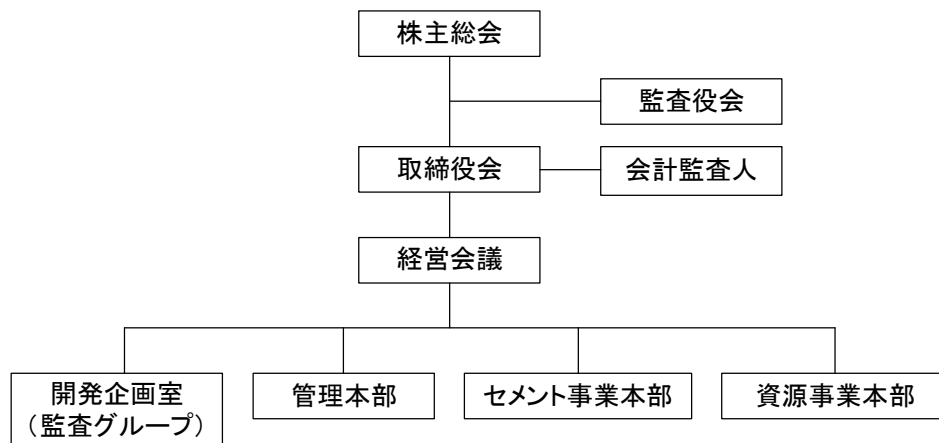 株主総会
監査役会
取締役会
会計監査人
経営会議
開発企画室
（監査グループ）
管理本部
セメント事業本部
資源事業本部